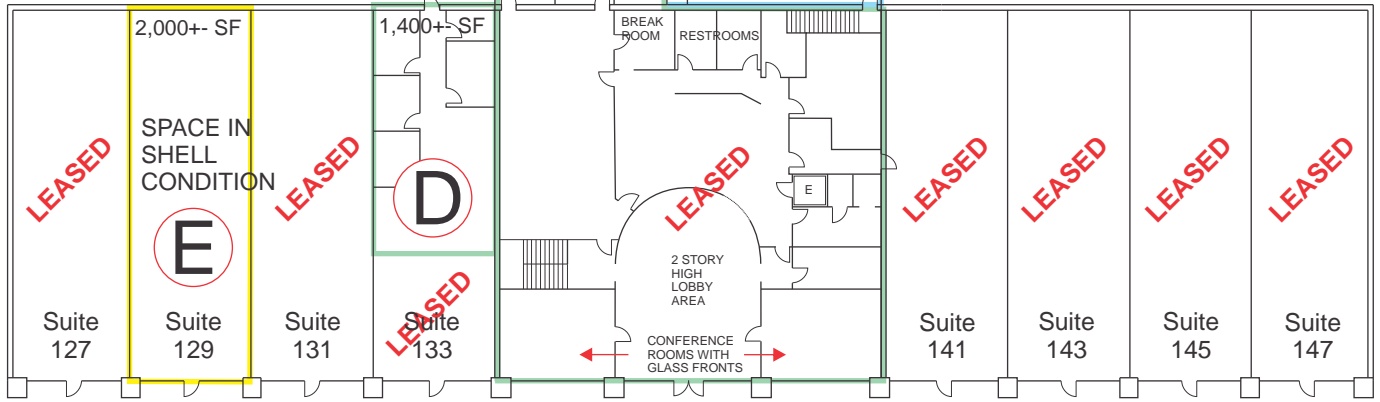 2,000+- SF
1,400+- SF
BREAK
ROOM
RESTROOMS
SPACE IN
SHELL
CONDITION
LEASED
LEASED
LEASED
LEASED
LEASED
LEASED
LEASED
D
E
E
2 STORY
HIGH
LOBBY
AREA
LEASED
Suite
127
Suite
129
Suite
131
Suite
133
CONFERENCE
ROOMS WITH
GLASS FRONTS
Suite
141
Suite
143
Suite
145
Suite
147